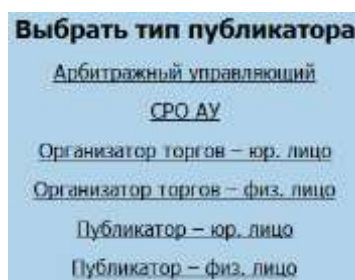 Выбрать тип публикатора
Арбитражный управляющий
СРО АУ
Организатор торгов – юр. лицо
Организатор торгов – физ. лицо
Публикатор – юр. лицо
Публикатор – физ. лицо